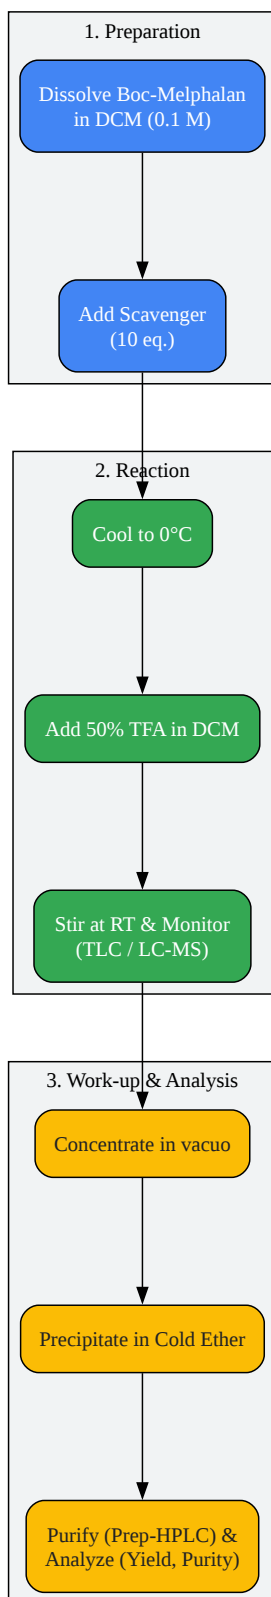 1. Preparation
Dissolve Boc-Melphalan
in DCM (0.1 M)
Add Scavenger
(10 eq.)
2. Reaction
Cool to 0°C
Add 50% TFA in DCM
Stir at RT & Monitor
(TLC / LC-MS)
3. Work-up & Analysis
Concentrate in vacuo
Precipitate in Cold Ether
Purify (Prep-HPLC) &
Analyze (Yield, Purity)